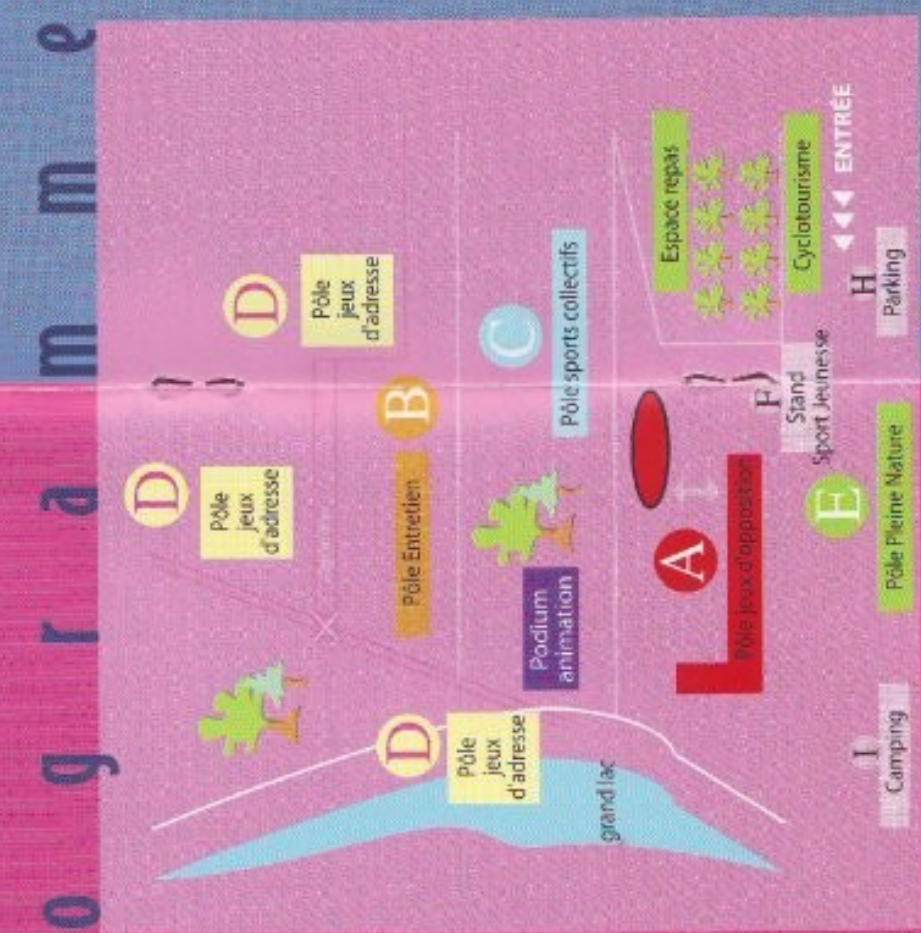 ogramme
D
Pôle
jeux
d'adresse
D
Pôle
jeux
d'adresse
D
Pôle
jeux
d'adresse
B
Pôle Entretien
C
Pôle sports collectifs
Podium
animation
grand lac
A
Pôle jeux d'opposition
Espace repas
Cyclotourisme
ENTRÉE
F
Stand
Sport Jeunesse
E
Pôle Pleine Nature
H
Parking
I
Camping